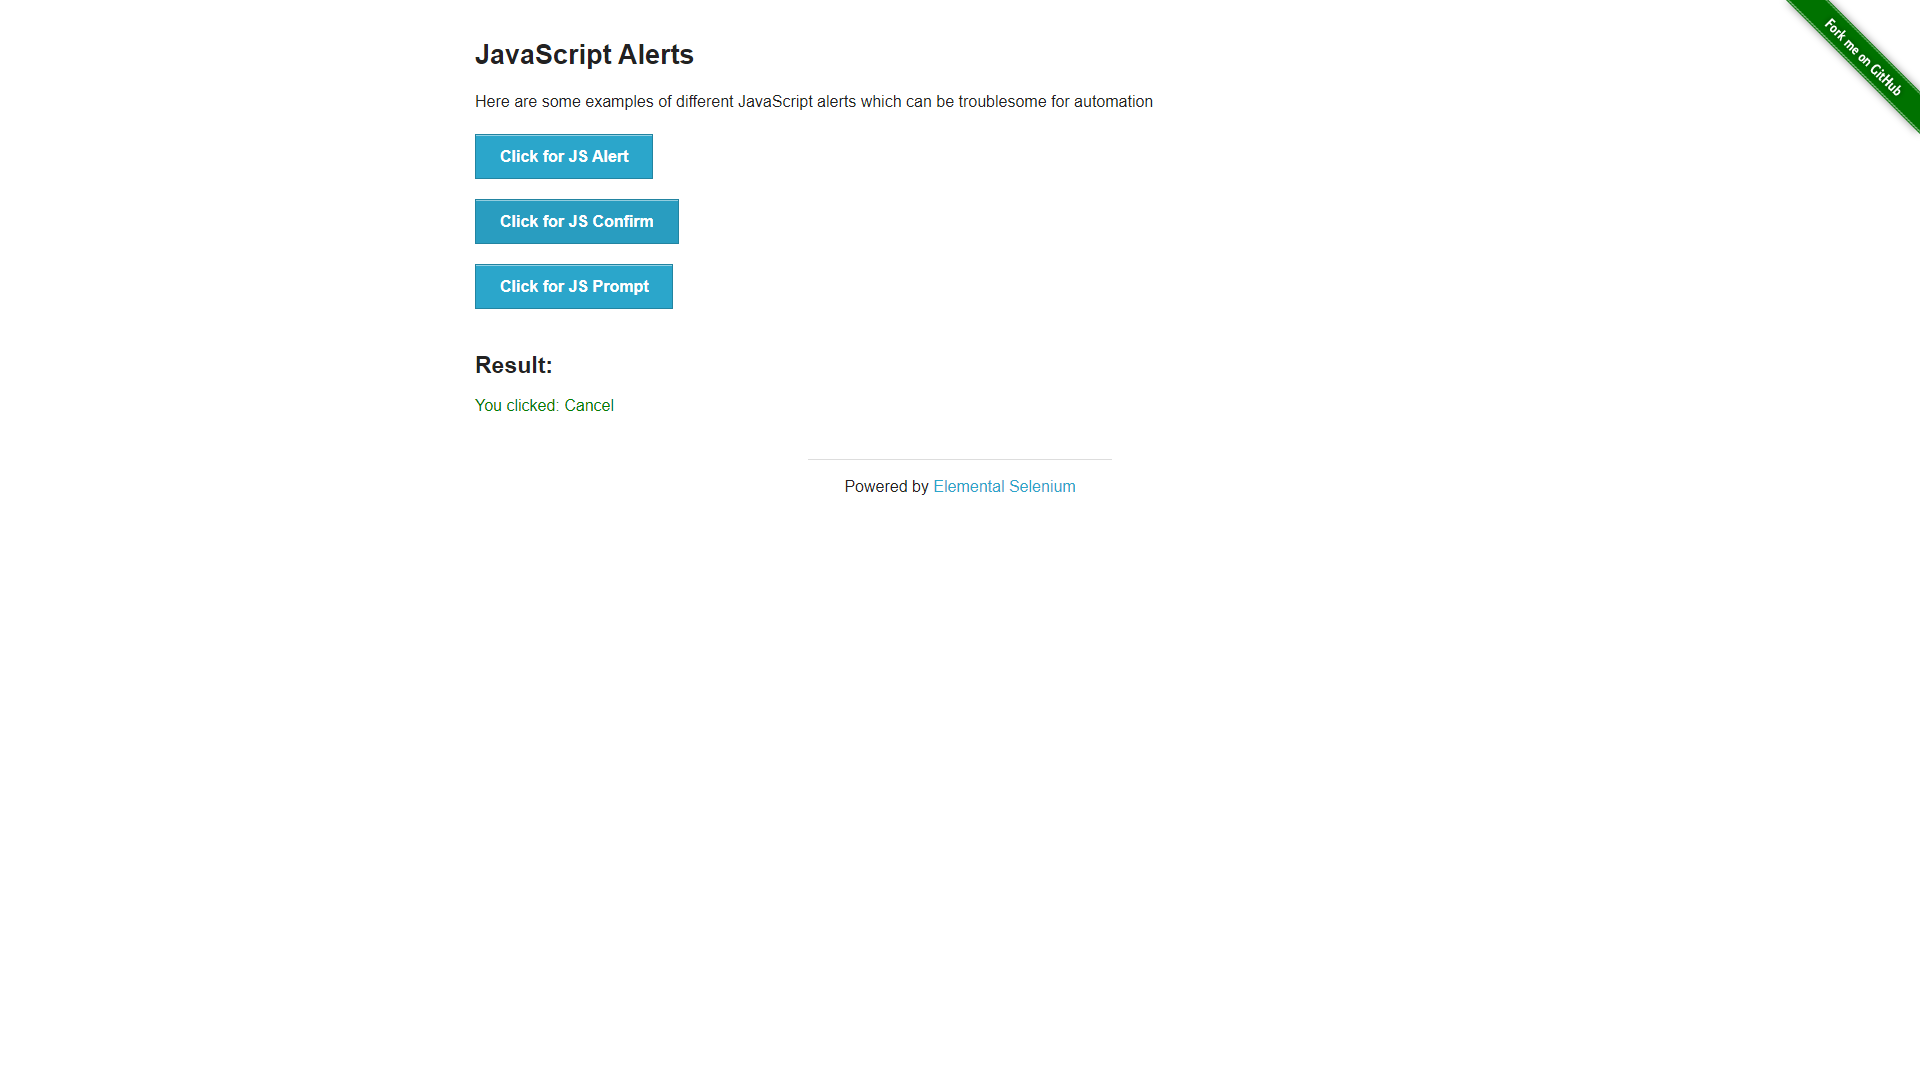 Fork me on GitHub
JavaScript Alerts
Here are some examples of different JavaScript alerts which can be troublesome for automation
Click for JS Alert
Click for JS Confirm
Click for JS Prompt
Result:
You clicked: Cancel
Powered by Elemental Selenium